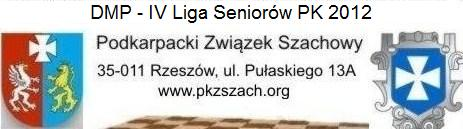 DMP - IV Liga Seniorów PK 2012
Podkarpacki Związek Szachowy
35-011 Rzeszów, ul. Pułaskiego 13A
www.pkzszach.org